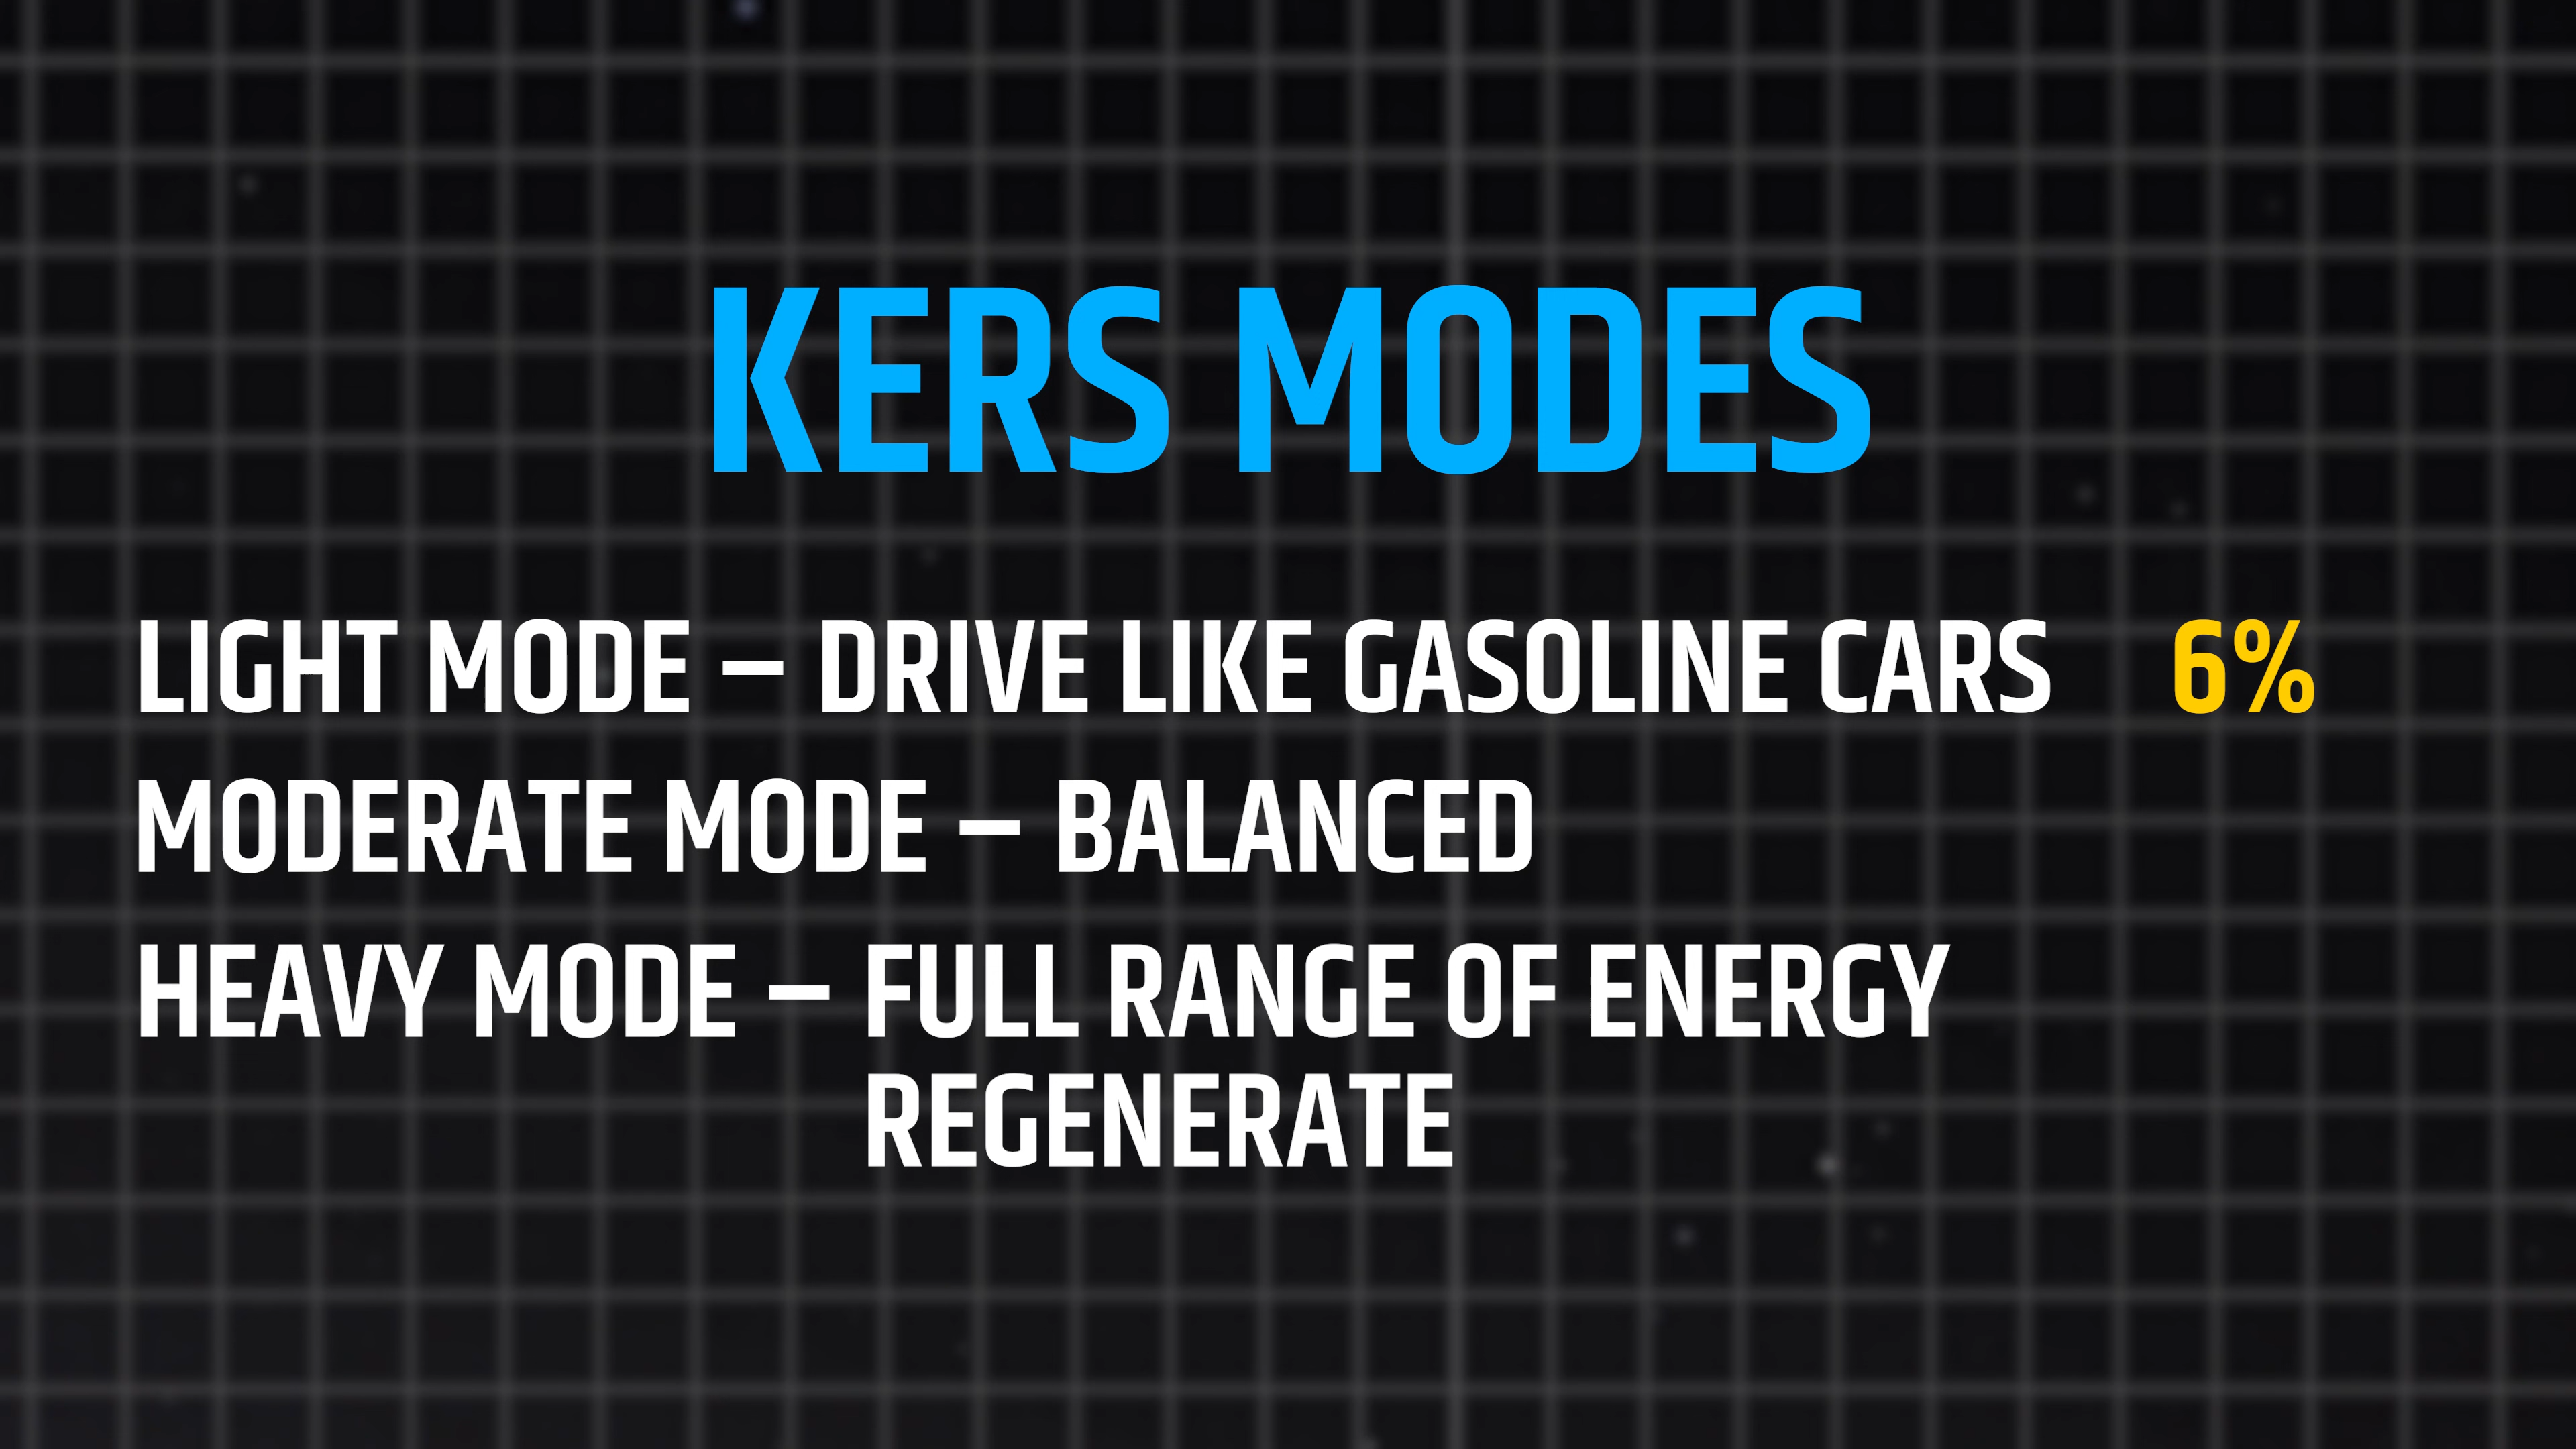 KERS MODES
LIGHT MODE – DRIVE LIKE GASOLINE CARS 6%
MODERATE MODE – BALANCED
HEAVY MODE – FULL RANGE OF ENERGY
REGENERATE